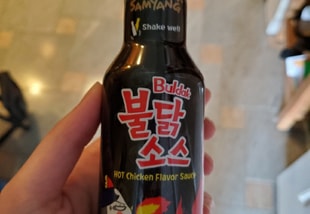 SAMYANG
Shake well
Buldak
불닭
소스
HOT Chicken Flavor Sauce